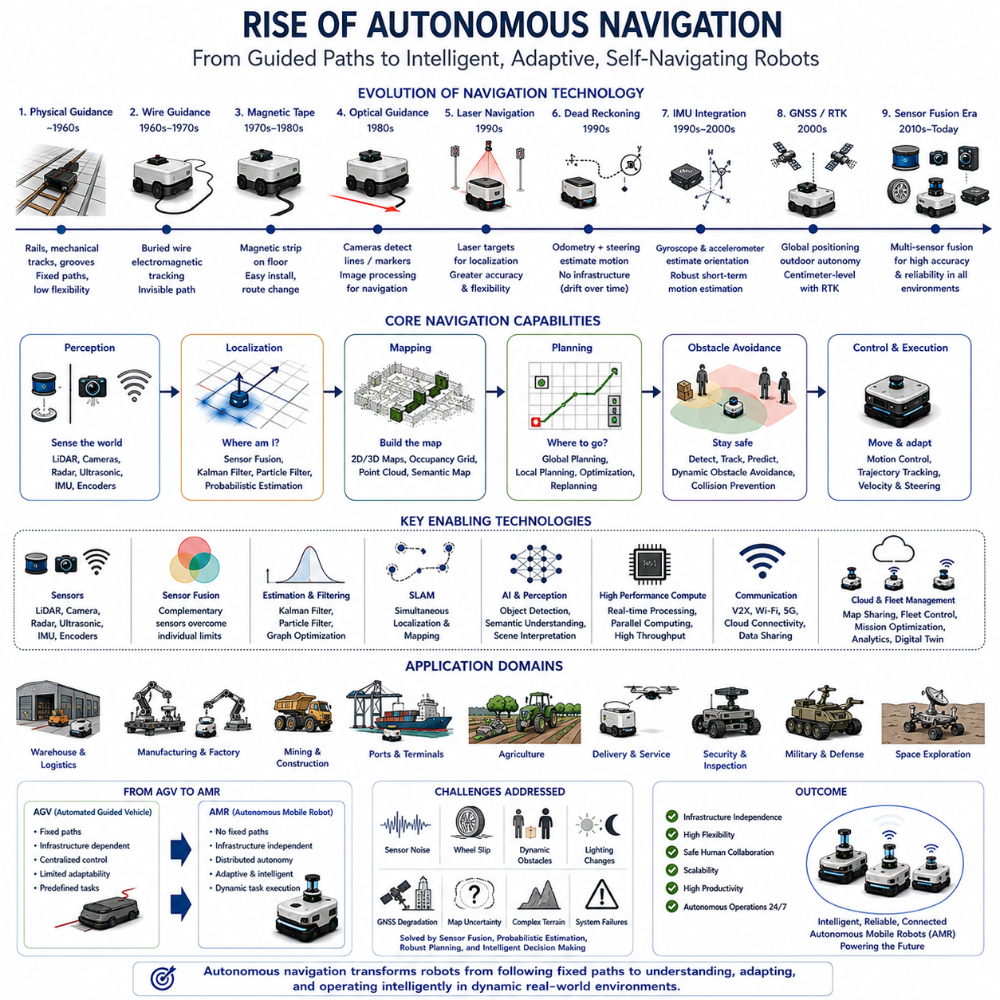 RISE OF AUTONOMOUS NAVIGATION
From Guided Paths to Intelligent, Adaptive, Self-Navigating Robots
EVOLUTION OF NAVIGATION TECHNOLOGY
1. Physical Guidance
~1960s
2. Wire Guidance
1960s–1970s
3. Magnetic Tape
1970s–1980s
4. Optical Guidance
1980s
5. Laser Navigation
1990s
6. Dead Reckoning
1990s
7. IMU Integration
1990s–2000s
8. GNSS / RTK
2000s
9. Sensor Fusion Era
2010s–Today
Rails, mechanical
tracks, grooves
Fixed paths,
low flexibility
Buried wire
electromagnetic
tracking
Invisible path
Magnetic strip
on floor
Easy install,
route change
Cameras detect
lines / markers
Image processing
for navigation
Laser targets
for localization
Greater accuracy
& flexibility
Odometry + steering
estimate motion
No infrastructure
(drift over time)
Gyroscope & accelerometer
estimate orientation
Robust short-term
motion estimation
Global positioning
outdoor autonomy
Centimeter-level
with RTK
Multi-sensor fusion
for high accuracy
& reliability in all
environments
CORE NAVIGATION CAPABILITIES
Perception
Sense the world
LiDAR, Cameras,
Radar, Ultrasonic,
IMU, Encoders
Localization
Where am I?
Sensor Fusion,
Kalman Filter, Particle Filter,
Probabilistic Estimation
Mapping
Build the map
2D/3D Maps, Occupancy Grid,
Point Cloud, Semantic Map
Planning
Where to go?
Global Planning,
Local Planning, Optimization,
Replanning
Obstacle Avoidance
Stay safe
Detect, Track, Predict,
Dynamic Obstacle Avoidance,
Collision Prevention
Control & Execution
Move & adapt
Motion Control,
Trajectory Tracking,
Velocity & Steering
KEY ENABLING TECHNOLOGIES
Sensors
LiDAR, Camera,
Radar, Ultrasonic,
IMU, Encoders
Sensor Fusion
Complementary
sensors overcome
individual limits
Estimation & Filtering
Kalman Filter,
Particle Filter,
Graph Optimization
SLAM
Simultaneous
Localization &
Mapping
AI & Perception
Object Detection,
Semantic Understanding,
Scene Interpretation
High Performance Compute
Real-time Processing,
Parallel Computing,
High Throughput
Communication
V2X, Wi-Fi, 5G,
Cloud Connectivity,
Data Sharing
Cloud & Fleet Management
Map Sharing, Fleet Control,
Mission Optimization,
Analytics, Digital Twin
APPLICATION DOMAINS
Warehouse &
Logistics
Manufacturing & Factory
Mining &
Construction
Ports & Terminals
Agriculture
Delivery & Service
Security &
Inspection
Military & Defense
Space Exploration
FROM AGV TO AMR
AGV (Automated Guided Vehicle)
• Fixed paths
• Infrastructure dependent
• Centralized control
• Limited adaptability
• Predefined tasks
AMR (Autonomous Mobile Robot)
• No fixed paths
• Infrastructure independent
• Distributed autonomy
• Adaptive & intelligent
• Dynamic task execution
CHALLENGES ADDRESSED
Sensor Noise
Wheel Slip
Dynamic
Obstacles
Lighting
Changes
?
GNSS Degradation
Map Uncertainty
Complex Terrain
System Failures
Solved by Sensor Fusion, Probabilistic Estimation,
Robust Planning, and Intelligent Decision Making
OUTCOME
Infrastructure Independence
High Flexibility
Safe Human Collaboration
Scalability
High Productivity
Autonomous Operations 24/7
Intelligent, Reliable, Connected
Autonomous Mobile Robots (AMR)
Powering the Future
Autonomous navigation transforms robots from following fixed paths to understanding, adapting,
and operating intelligently in dynamic real-world environments.